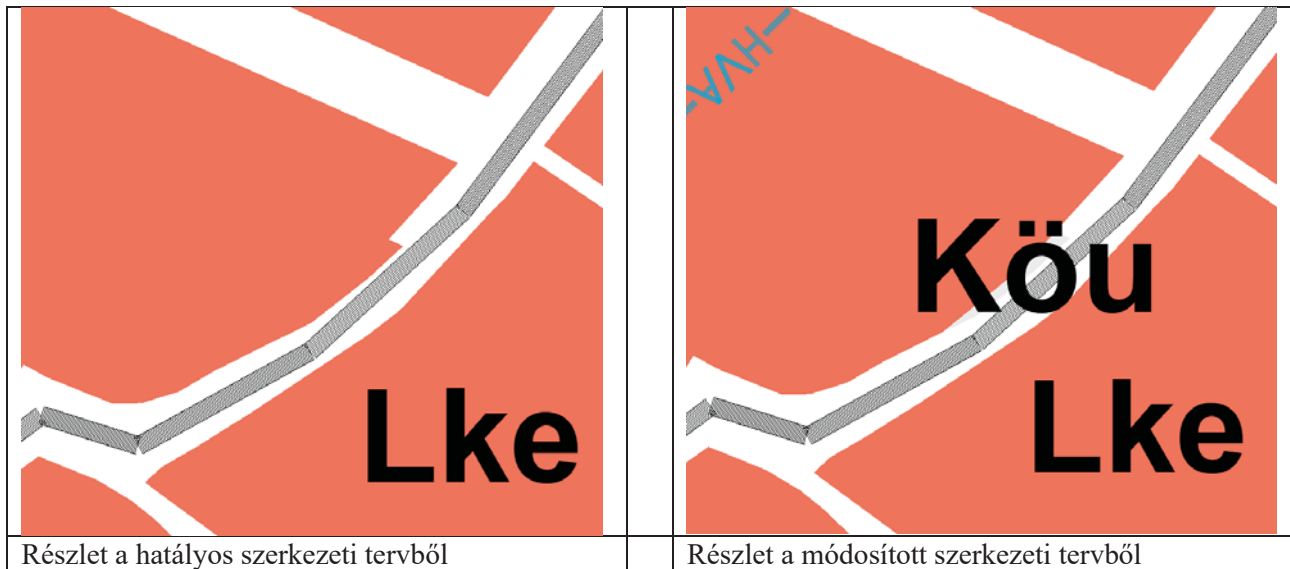 Lke
Részlet a hatályos szerkezeti tervből
HVA
Köu
Lke
Részlet a módosított szerkezeti tervből